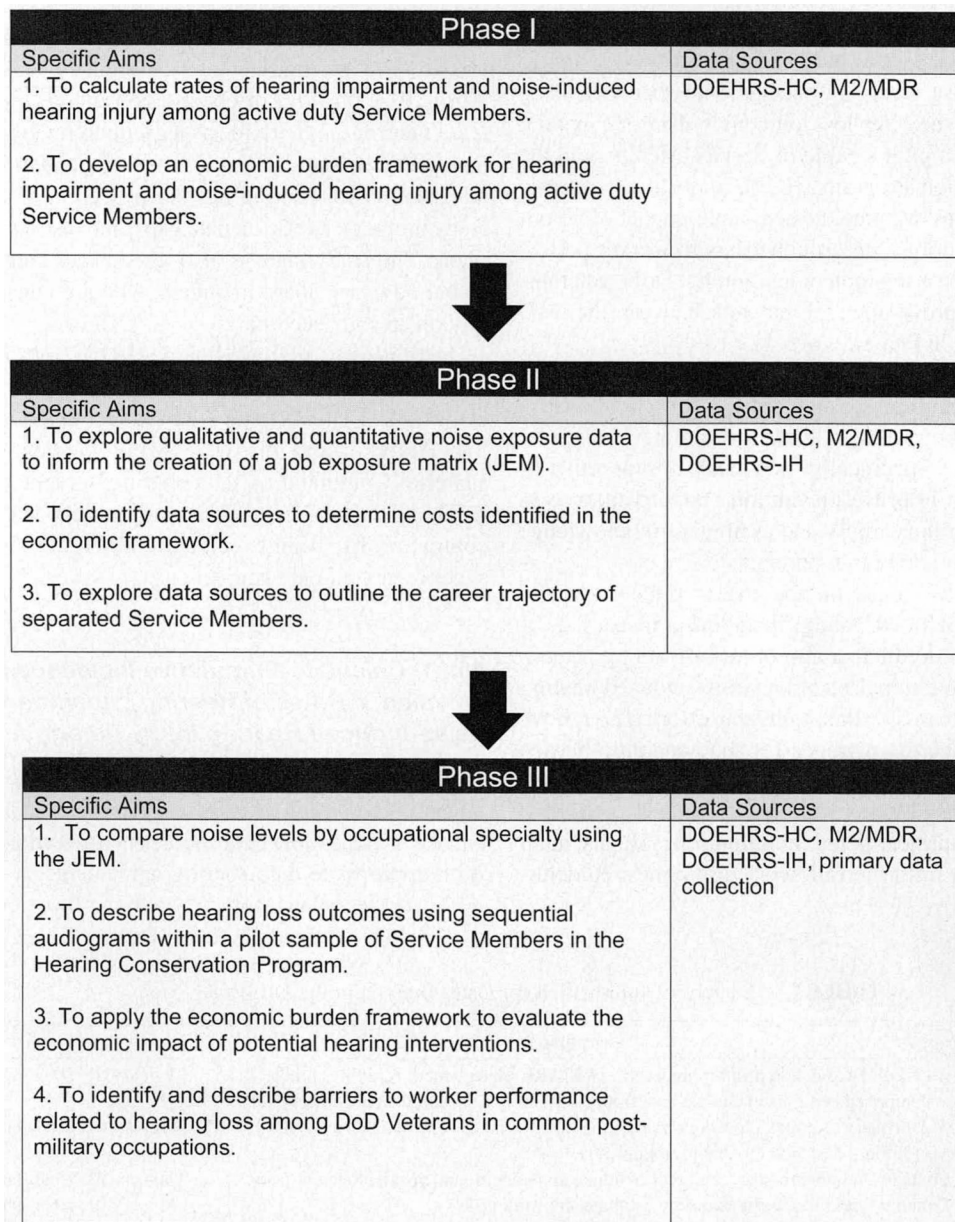 Phase I
Specific Aims
Data Sources
1. To calculate rates of hearing impairment and noise-induced
hearing injury among active duty Service Members.
DOEHRS-HC, M2/MDR
2. To develop an economic burden framework for hearing
impairment and noise-induced hearing injury among active duty
Service Members.
Phase II
Specific Aims
Data Sources
1. To explore qualitative and quantitative noise exposure data
to inform the creation of a job exposure matrix (JEM).
DOEHRS-HC, M2/MDR,
DOEHRS-IH
2. To identify data sources to determine costs identified in the
economic framework.
3. To explore data sources to outline the career trajectory of
separated Service Members.
Phase III
Specific Aims
Data Sources
1. To compare noise levels by occupational specialty using
the JEM.
DOEHRS-HC, M2/MDR,
DOEHRS-IH, primary data
collection
2. To describe hearing loss outcomes using sequential
audiograms within a pilot sample of Service Members in the
Hearing Conservation Program.
3. To apply the economic burden framework to evaluate the
economic impact of potential hearing interventions.
4. To identify and describe barriers to worker performance
related to hearing loss among DoD Veterans in common post-
military occupations.